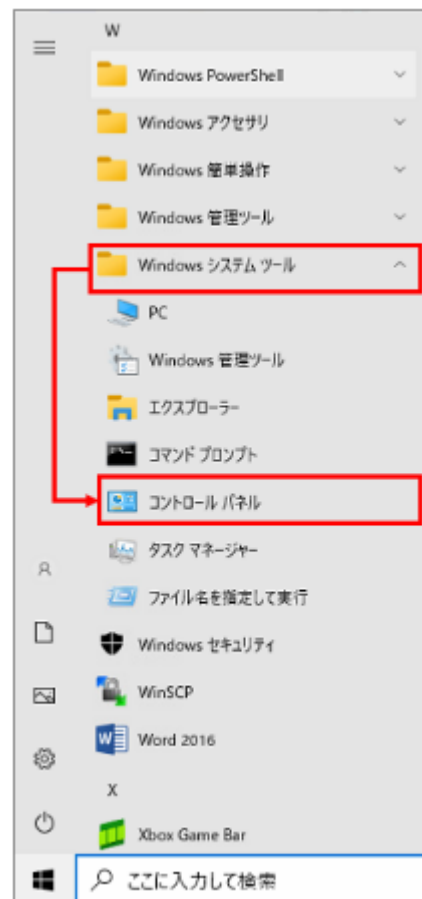 W
Windows PowerShell
Windows アクセサリ
Windows 簡単操作
Windows 管理ツール
Windows システム ツール
PC
Windows 管理ツール
エクスプローラー
コマンド プロンプト
コントロール パネル
タスク マネージャー
ファイル名を指定して実行
Windows セキュリティ
WinSCP
Word 2016
X
Xbox Game Bar
ここに入力して検索